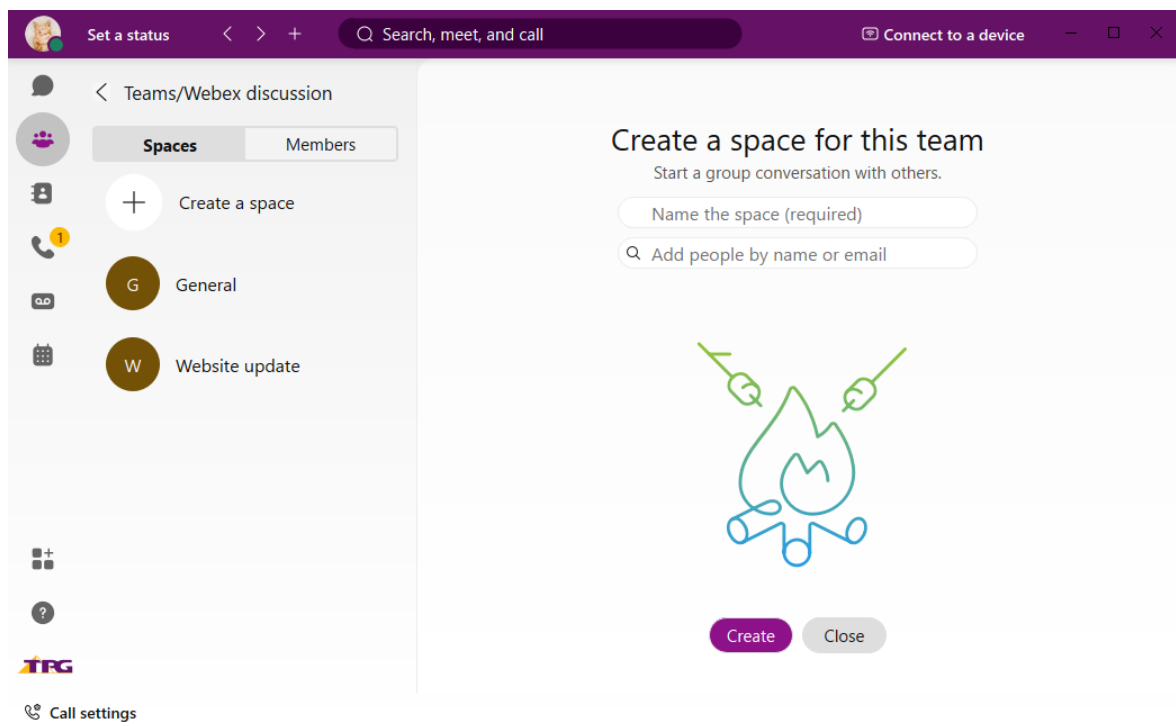 Set a status
Search, meet, and call
Connect to a device
Teams/Webex discussion
Spaces
Members
1
Create a space
G
General
W
Website update
Create a space for this team
Start a group conversation with others.
Name the space (required)
Add people by name or email
Create
Close
?
TPG
Call settings